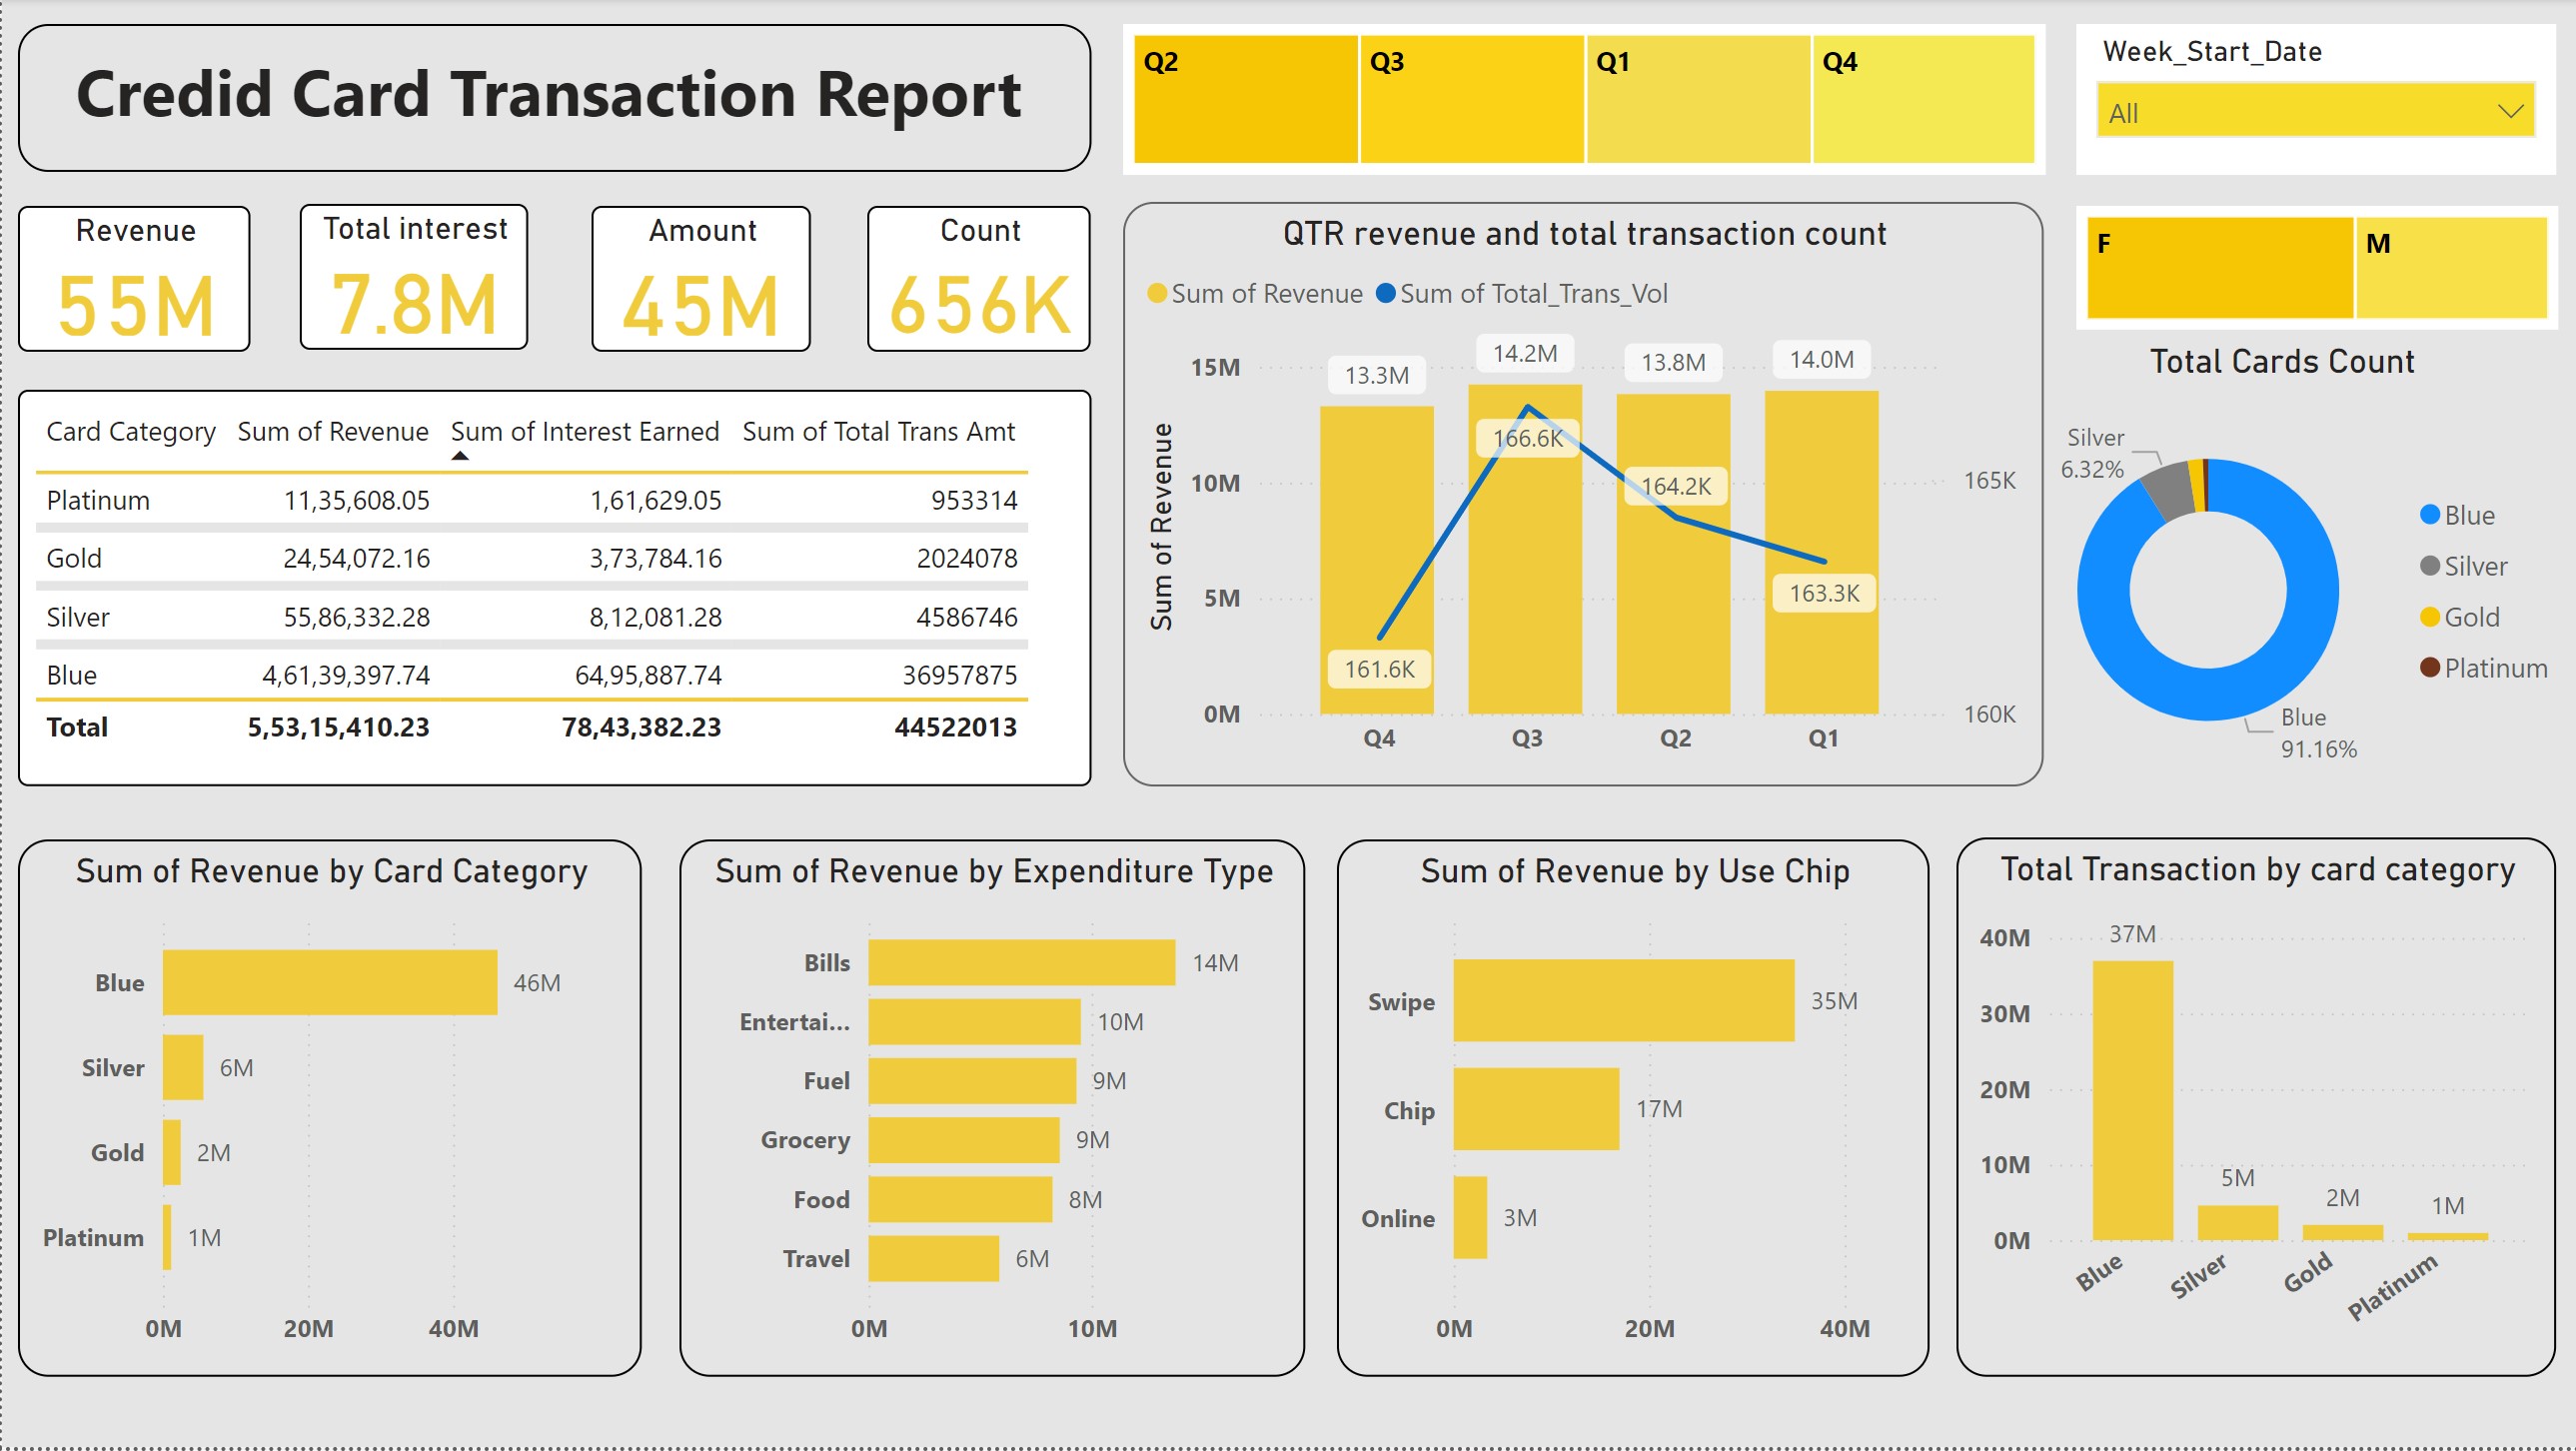 Credid Card Transaction Report
Q2 Q3 Q1 Q4
Week_Start_Date
All
Revenue
55M
Total interest
7.8M
Amount
45M
Count
656K
F M
Card Category Sum of Revenue Sum of Interest Earned Sum of Total Trans Amt
Platinum 11,35,608.05 1,61,629.05 953314
Gold 24,54,072.16 3,73,784.16 2024078
Silver 55,86,332.28 8,12,081.28 4586746
Blue 4,61,39,397.74 64,95,887.74 36957875
Total 5,53,15,410.23 78,43,382.23 44522013
QTR revenue and total transaction count
Sum of Revenue Sum of Total_Trans_Vol
Sum of Revenue
15M
10M
5M
0M
13.3M 14.2M 13.8M 14.0M
161.6K 166.6K 164.2K 163.3K
165K
160K
Q4 Q3 Q2 Q1
Total Cards Count
Silver
6.32%
Blue
91.16%
Blue
Silver
Gold
Platinum
Sum of Revenue by Card Category
Blue 46M
Silver 6M
Gold 2M
Platinum 1M
0M 20M 40M
Sum of Revenue by Expenditure Type
Bills 14M
Entertai... 10M
Fuel 9M
Grocery 9M
Food 8M
Travel 6M
0M 10M
Sum of Revenue by Use Chip
Swipe 35M
Chip 17M
Online 3M
0M 20M 40M
Total Transaction by card category
40M
30M
20M
10M
0M
37M 5M 2M 1M
Blue Silver Gold Platinum